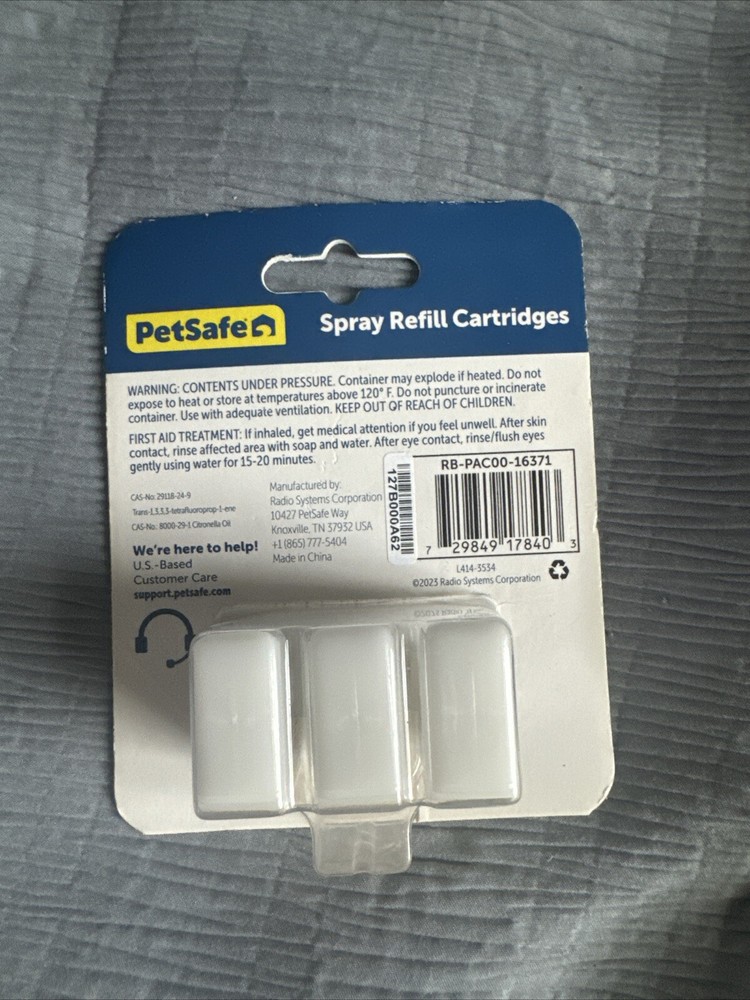 PetSafe
Spray Refill Cartridges
WARNING: CONTENTS UNDER PRESSURE. Container may explode if heated. Do not
expose to heat or store at temperatures above 120° F. Do not puncture or incinerate
container. Use with adequate ventilation. KEEP OUT OF REACH OF CHILDREN.
FIRST AID TREATMENT: If inhaled, get medical attention if you feel unwell. After skin
contact, rinse affected area with soap and water. After eye contact, rinse/flush eyes
gently using water for 15-20 minutes.
CAS-No: 29118-24-9
Trans-1,3,3,3-tetrafluoroprop-1-ene
CAS-No.: 8000-29-1 Citronella Oil
We're here to help!
U.S.-Based
Customer Care
support.petsafe.com
Manufactured by:
Radio Systems Corporation
10427 PetSafe Way
Knoxville, TN 37932 USA
+1 (865) 777-5404
Made in China
127B000A62
RB-PAC00-16371
7 29849 17840 3
L414-3534
©2023 Radio Systems Corporation